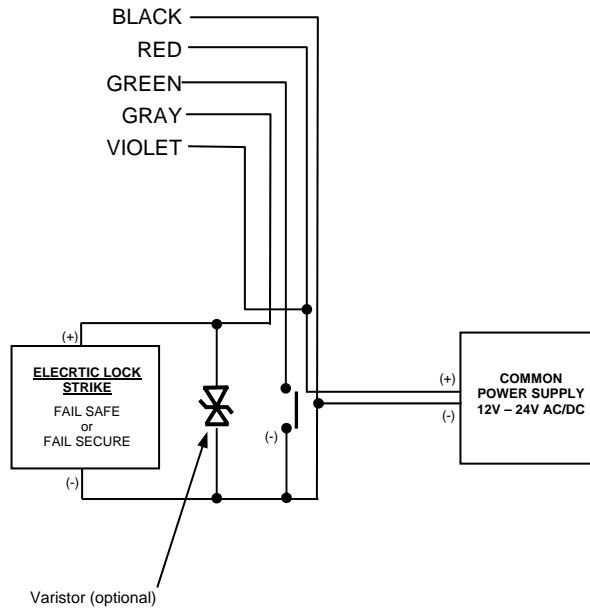 BLACK
RED
GREEN
GRAY
VIOLET
(+)
ELECRTIC LOCK
STRIKE
FAIL SAFE
or
FAIL SECURE
(-)
(-)
(+)
(-)
COMMON
POWER SUPPLY
12V – 24V AC/DC
Varistor (optional)